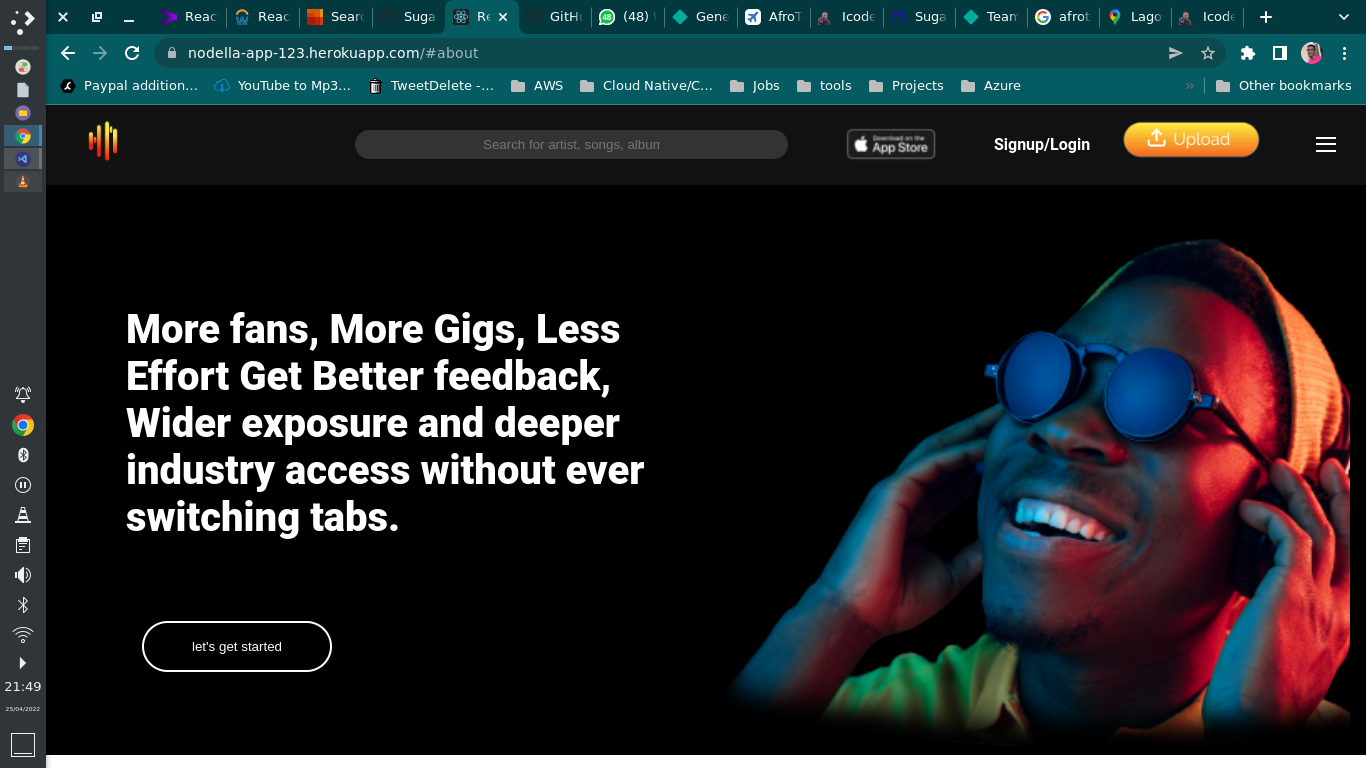 Reac
Reac
Sear
Suga
Re
GitHu
(48)
Gene
AfroT
Icode
Suga
Team
afrot
Lago
Icode
nodella-app-123.herokuapp.com/#about
Paypal addition...
YouTube to Mp3...
TweetDelete -...
AWS
Cloud Native/C...
Jobs
tools
Projects
Azure
»
Other bookmarks
Search for artist, songs, album
Download on the
App Store
Signup/Login
Upload
More fans, More Gigs, Less
Effort Get Better feedback,
Wider exposure and deeper
industry access without ever
switching tabs.
let's get started
21:49
25/04/2022